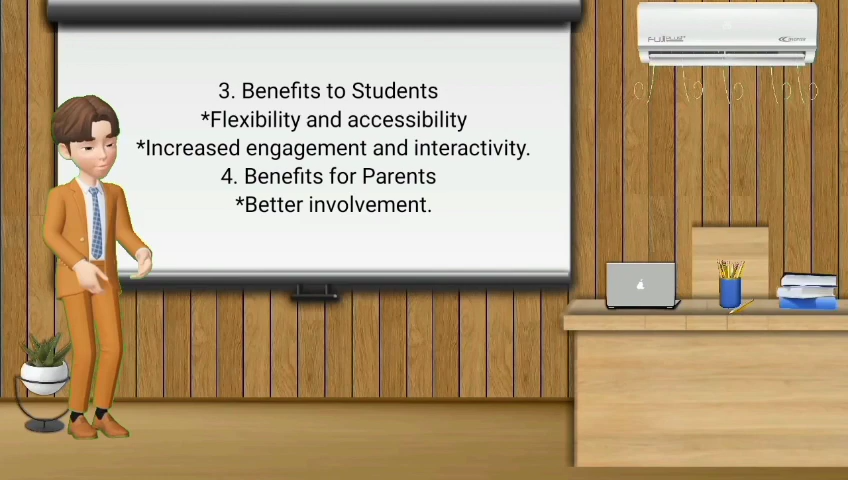 3. Benefits to Students
*Flexibility and accessibility
*Increased engagement and interactivity.
4. Benefits for Parents
*Better involvement.